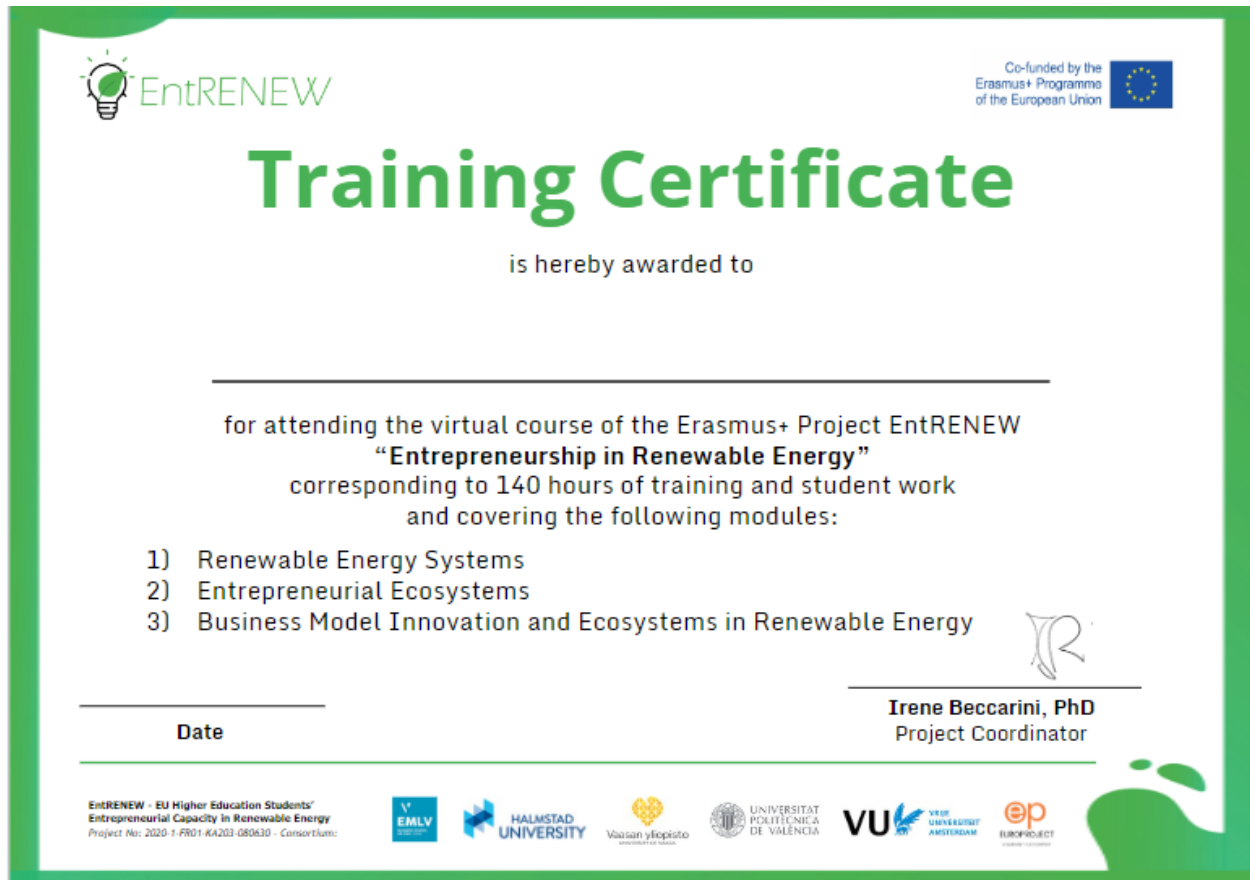 EntRENEW
Co-funded by the
Erasmus+ Programme
of the European Union
Training Certificate
is hereby awarded to
for attending the virtual course of the Erasmus+ Project EntRENEW
“Entrepreneurship in Renewable Energy”
corresponding to 140 hours of training and student work
and covering the following modules:
1) Renewable Energy Systems
2) Entrepreneurial Ecosystems
3) Business Model Innovation and Ecosystems in Renewable Energy
Irene Beccarini, PhD
Project Coordinator
Date
EntRENEW - EU Higher Education Students'
Entrepreneurial Capacity in Renewable Energy
Project No: 2020-1-FR01-KA203-080630 - Consortium:
EMLV
HALMSTAD
UNIVERSITY
Vaasan yliopisto
UNIVERSITY OF VAASA
UNIVERSITAT
POLITÈCNICA
DE VALÈNCIA
VU
VRIJE
UNIVERSITEIT
AMSTERDAM
ep
EUROPROJECT